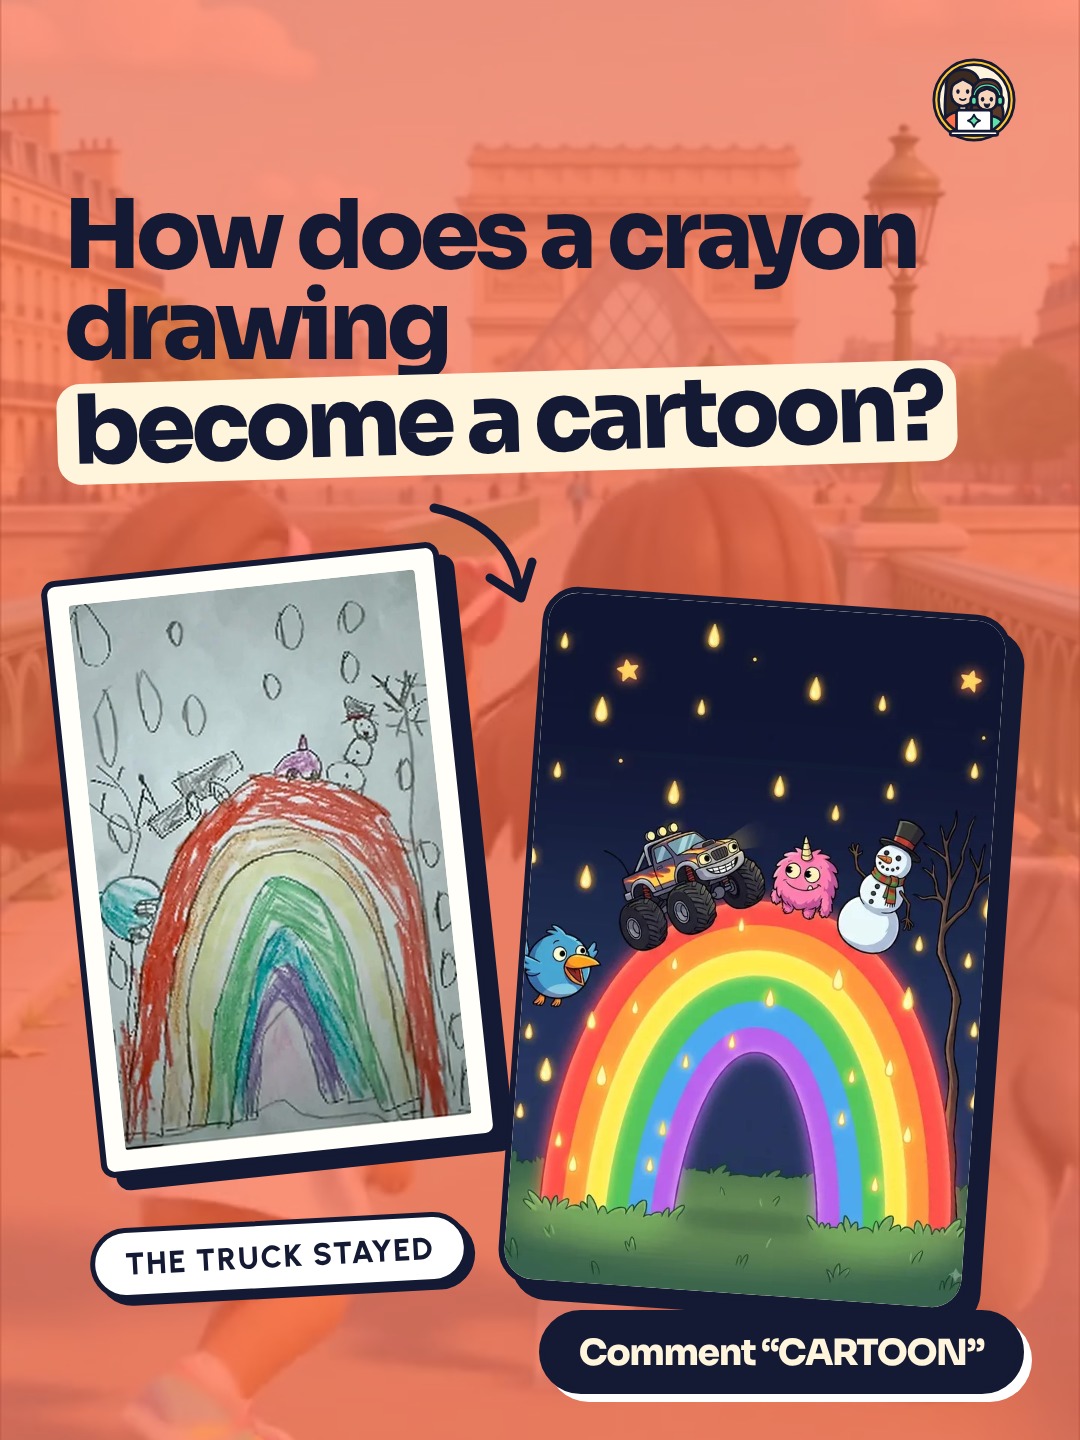 How does a crayon
drawing
become a cartoon?
THE TRUCK STAYED
Comment “CARTOON”